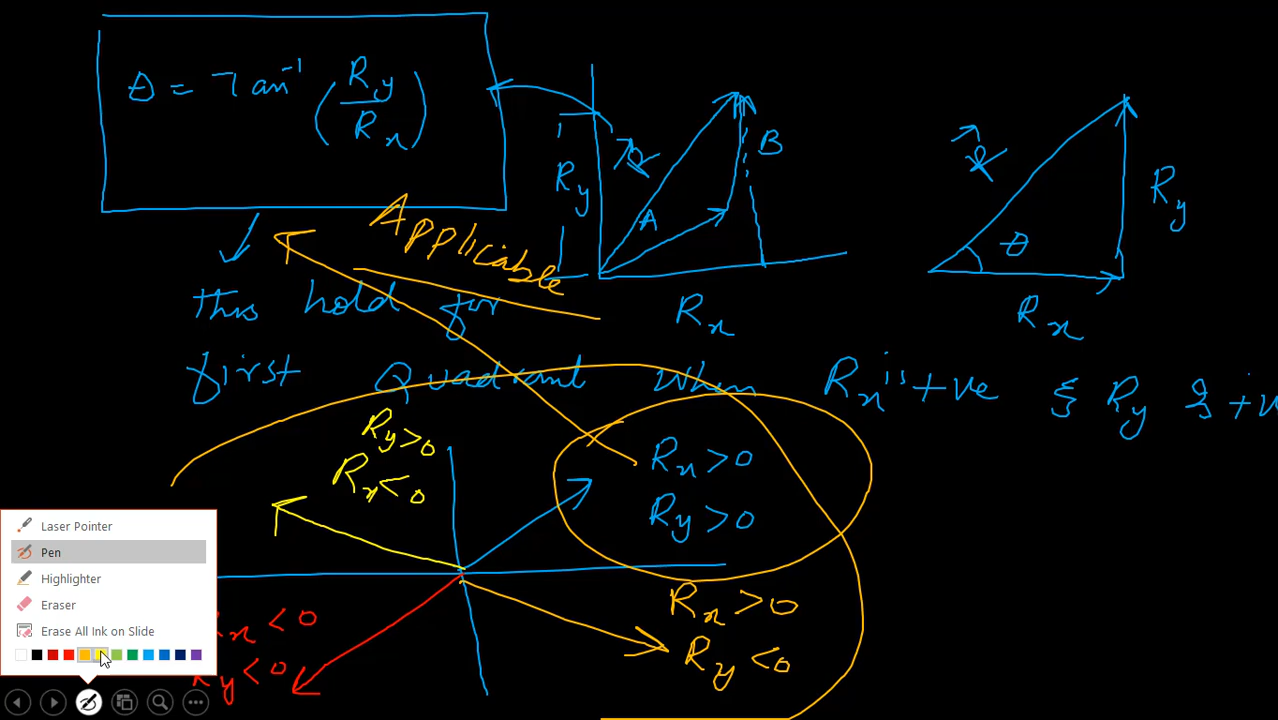 θ = Tan⁻¹ (Ry/Rx)
R
Ry
A
B
Rx
R
θ
Ry
Rx
Applicable
this hold for
first Quadrant when Rx is +ve & Ry
Ry>0
Rx<0
Rx>0
Ry>0
Rx>0
Ry<0
x<0
y<0
Laser Pointer
Pen
Highlighter
Eraser
Erase All Ink on Slide